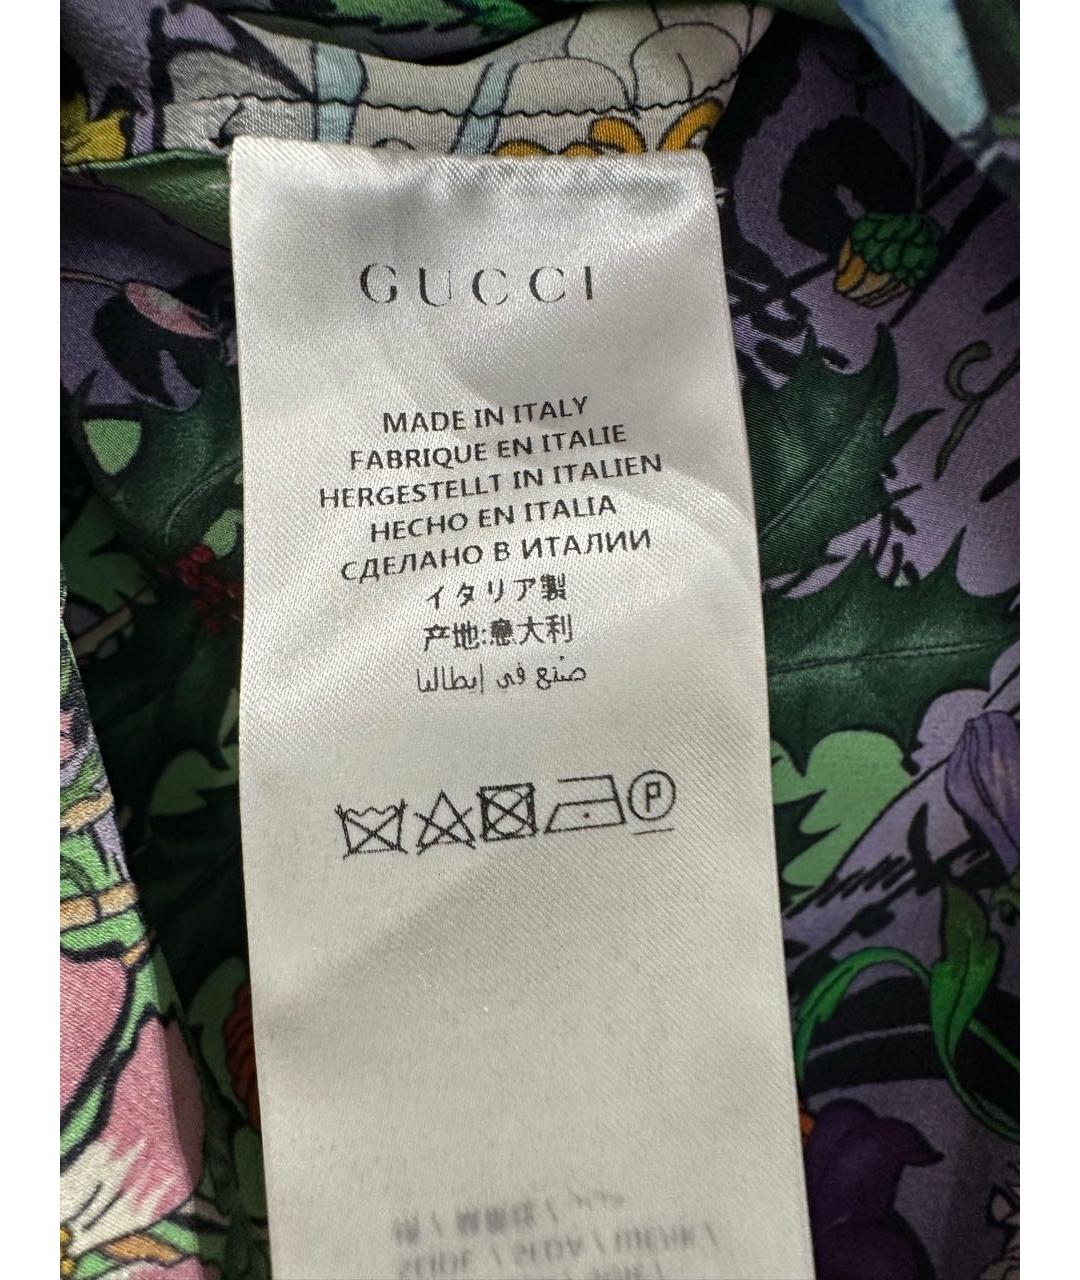 GUCCI
MADE IN ITALY
FABRIQUE EN ITALIE
HERGESTELLT IN ITALIEN
HECHO EN ITALIA
СДЕЛАНО В ИТАЛИИ
イタリア製
产地:意大利
صنع في إيطاليا
P